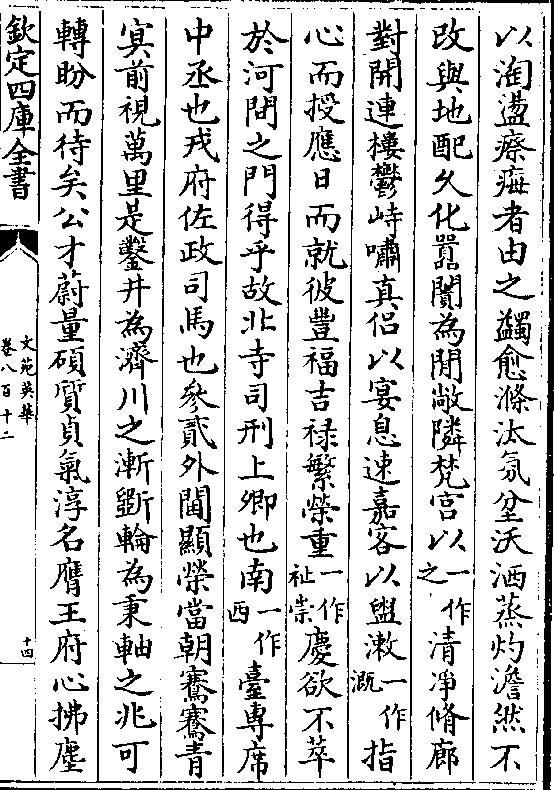 以淘盪瘵痗者由之蠲愈滌汰氛坌沃洒蒸灼澹然不
改與地配久化囂闠為閒敞隣梵宮以一作之清凈脩廊
對開連樓鬱峙嘯真侣以宴息速嘉客以盥漱一作溉指
心而授應日而就彼豐福吉禄繁榮重一作祉崇慶欲不萃
於河間之門得乎故北寺司刑上卿也南一作西臺專席
中丞也戎府佐政司馬也參貳外閫顯榮當朝騫騫青
冥前視萬里是鑿井為濟川之漸斲輪為秉軸之兆可
轉盼而待矣公才蔚量碩質貞氣淳名膺王府心拂塵
欽定四庫全書
文苑英華
卷八百十二
十四